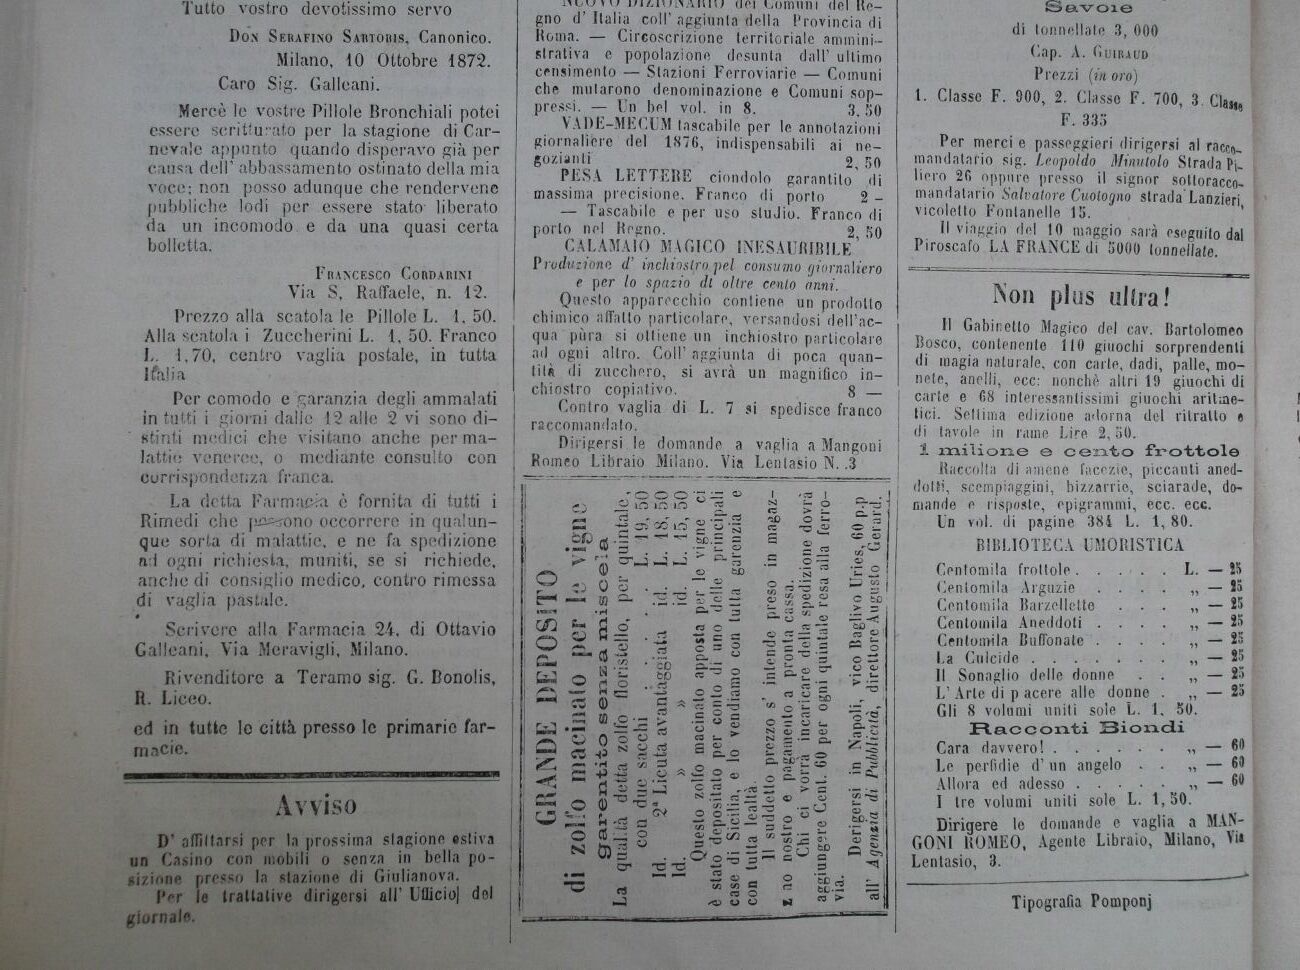 Tutto vostro devotissimo servo
DON SERAFINO SARTORIS, Canonico.
Milano, 10 Ottobre 1872.
Caro Sig. Galleani.
Mercè le vostre Pillole Bronchiali potei
essere scritturato per la stagione di Car-
nevale appunto quando disperavo già per
causa dell' abbassamento ostinato della mia
voce; non posso adunque che rendervene
pubbliche lodi per essere stato liberato
da un incomodo e da una quasi certa
bolletta.
FRANCESCO CORDARINI
Via S, Raffaele, n. 12.
Prezzo alla scatola le Pillole L. 1, 50.
Alla scatola i Zuccherini L. 1, 50. Franco
L. 1,70, centro vaglia postale, in tutta
Italia
Per comodo e garanzia degli ammalati
in tutti i giorni dalle 12 alle 2 vi sono di-
stinti medici che visitano anche per ma-
lattie veneree, o mediante consulto con
corrispondenza franca.
La detta Farmacia è fornita di tutti i
Rimedi che possono occorrere in qualun-
que sorta di malattie, e ne fa spedizione
ad ogni richiesta, muniti, se si richiede,
anche di consiglio medico, contro rimessa
di vaglia pastale.
Scrivere alla Farmacia 24, di Ottavio
Galleani, Via Meravigli, Milano.
Rivenditore a Teramo sig. G. Bonolis,
R. Liceo.
ed in tutte le città presso le primarie far-
macie.
Avviso
D' affittarsi per la prossima stagione estiva
un Casino con mobili o senza in bella po-
sizione presso la stazione di Giulianova.
Per le trattative dirigersi all' Ufficio del
giornale.
NUOVO DIZIONARIO dei Comuni del Re-
gno d' Italia coll' aggiunta della Provincia di
Roma. — Circoscrizione territoriale ammini-
strativa e popolazione desunta dall' ultimo
censimento — Stazioni Ferroviarie — Comuni
che mutarono denominazione e Comuni sop-
pressi. — Un bel vol. in 8. 3. 50
VADE-MECUM tascabile per le annotazioni
giornaliere del 1876, indispensabili ai ne-
gozianti 2, 50
PESA LETTERE ciondolo garantito di
massima precisione. Franco di porto 2 -
— Tascabile e per uso studio. Franco di
porto nel Regno. 2, 50
CALAMAIO MAGICO INESAURIBILE
Produzione d' inchiostro pel consumo giornaliero
e per lo spazio di oltre cento anni.
Questo apparecchio contiene un prodotto
chimico affatto particolare, versandosi dell'ac-
qua pùra si ottiene un inchiostro particolare
ad ogni altro. Coll' aggiunta di poca quan-
tità di zucchero, si avrà un magnifico in-
chiostro copiativo. 8 —
Contro vaglia di L. 7 si spedisce franco
raccomandato.
Dirigersi le domande a vaglia a Mangoni
Romeo Libraio Milano. Via Lentasio N. 3
GRANDE DEPOSITO
di zolfo macinato per le vigne
garentito senza miscela
La qualità detta zolfo floristello, per quintale,
con due sacchi L. 19, 50
Id. 2ª Licuta avantaggiata id. L. 18, 50
Id. » » id. L. 15, 50
Questo zolfo macinato apposta per le vigne ci
è stato depositato per conto di uno delle principali
case di Sicilia, e lo vendiamo con tutta garenzia e
con tutta lealtà.
Il suddetto prezzo s' intende preso in magaz-
zino nostro e pagamento a pronta cassa.
Chi ci vorrà incaricare della spedizione dovrà
aggiungere Cent. 60 per ogni quintale resa alla ferro-
via.
Derigersi in Napoli, vico Baglivo Uries, 60 p.p
all' Agenzia di Pubblicità, direttore Augusto Gerard.
Savoie
di tonnellate 3, 000
Cap. A. GUIRAUD
Prezzi (in oro)
1. Classe F. 900, 2. Classe F. 700, 3. Classe
F. 335
Per merci e passeggieri dirigersi al racco-
mandatario sig. Leopoldo Minutolo Strada Pi-
liero 26 oppure presso il signor sottoracco-
mandatario Salvatore Cuotogno strada Lanzieri,
vicoletto Fontanelle 15.
Il viaggio del 10 maggio sarà eseguito dal
Piroscafo LA FRANCE di 5000 tonnellate.
Non plus ultra!
Il Gabinetto Magico del cav. Bartolomeo
Bosco, contenente 110 giuochi sorprendenti
di magia naturale, con carte, dadi, palle, mo-
nete, anelli, ecc: nonchè altri 19 giuochi di
carte e 68 interessantissimi giuochi aritme-
tici. Settima edizione adorna del ritratto e
di tavole in rame Lire 2, 50.
1 milione e cento frottole
Raccolta di amene facezie, piccanti aned-
dotti, scempiaggini, bizzarrie, sciarade, do-
mande e risposte, epigrammi, ecc. ecc.
Un vol. di pagine 384 L. 1, 80.
BIBLIOTECA UMORISTICA
Centomila frottole . . . . . L. — 25
Centomila Arguzie . . . . „ — 25
Centomila Barzellette . . . . „ — 25
Centomila Aneddoti . . . . „ — 25
Centomila Buffonate . . . . „ — 25
La Culcide . . . . . . . „ — 25
Il Sonaglio delle donne . . „ — 25
L' Arte di piacere alle donne . „ — 25
Gli 8 volumi uniti sole L. 1, 50.
Racconti Biondi
Cara davvero! . . . . . . „ — 60
Le perfidie d' un angelo . . „ — 60
Allora ed adesso . . . . . „ — 60
I tre volumi uniti sole L. 1, 50.
Dirigere le domande e vaglia a MAN-
GONI ROMEO, Agente Libraio, Milano, Via
Lentasio, 3.
Tipografia Pomponj